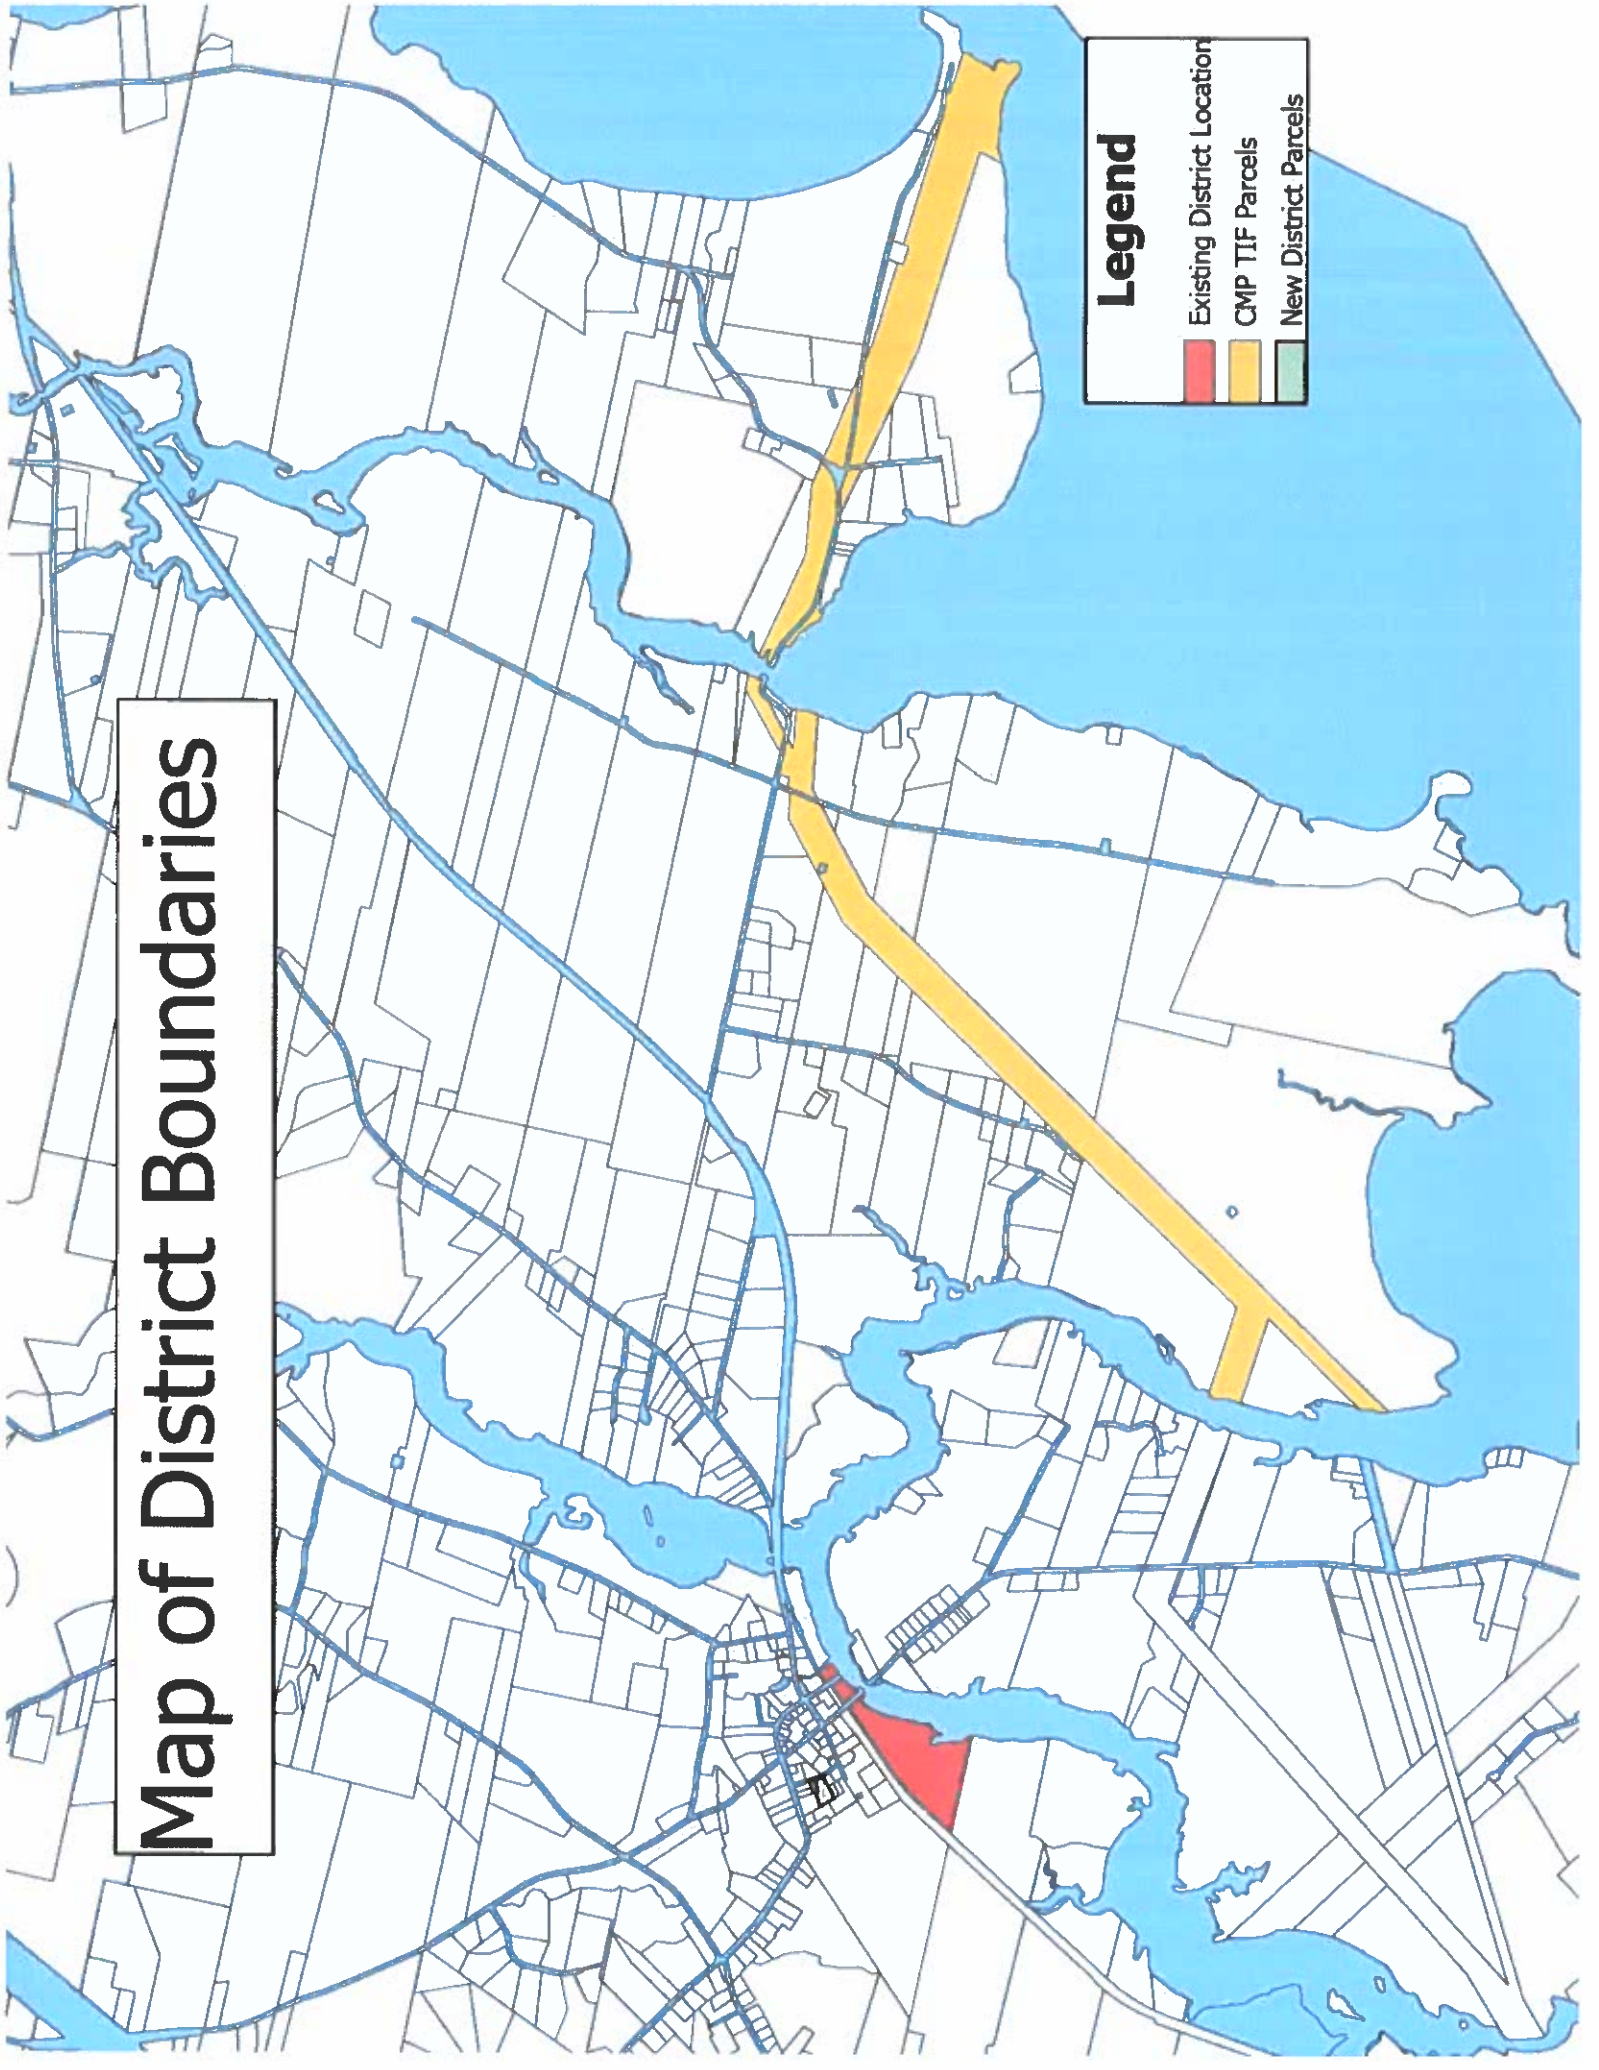 Map of District Boundaries
Legend
Existing District Location
CMP TIF Parcels
New District Parcels